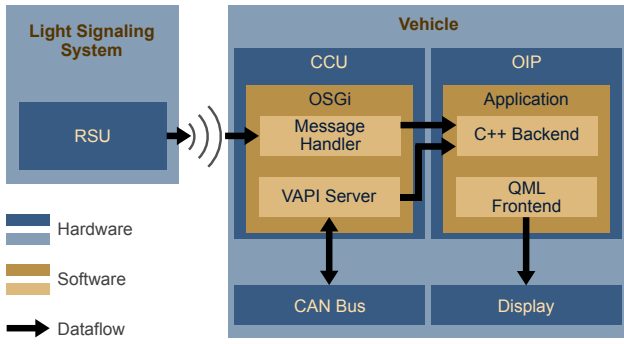 Light Signaling
System
RSU
Vehicle
CCU
OIP
OSGi
Application
Message
Handler
C++ Backend
VAPI Server
QML
Frontend
CAN Bus
Display
Hardware
Software
Dataflow